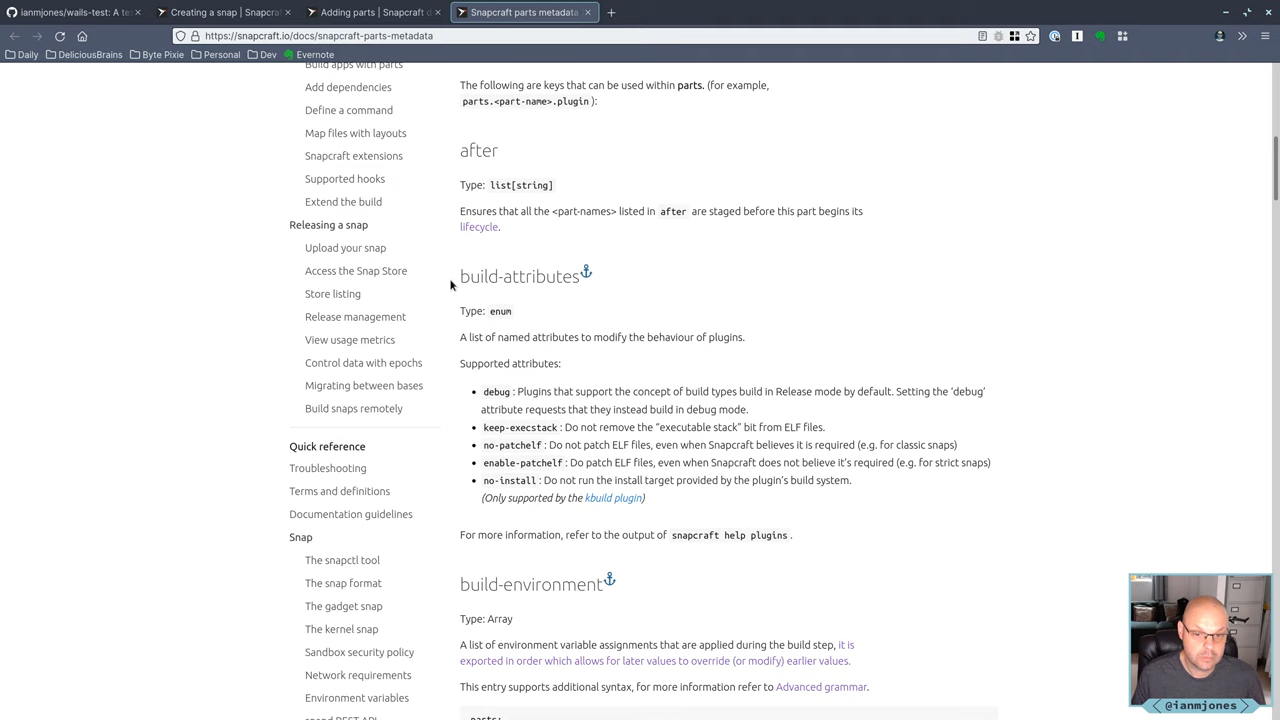 ianmjones/wails-test: A tes
Creating a snap | Snapcraf
Adding parts | Snapcraft d
Snapcraft parts metadata
https://snapcraft.io/docs/snapcraft-parts-metadata
Daily
DeliciousBrains
Byte Pixie
Personal
Dev
Evernote
Build apps with parts
Add dependencies
Define a command
Map files with layouts
Snapcraft extensions
Supported hooks
Extend the build
Releasing a snap
Upload your snap
Access the Snap Store
Store listing
Release management
View usage metrics
Control data with epochs
Migrating between bases
Build snaps remotely
Quick reference
Troubleshooting
Terms and definitions
Documentation guidelines
Snap
The snapctl tool
The snap format
The gadget snap
The kernel snap
Sandbox security policy
Network requirements
Environment variables
snapd REST API
The following are keys that can be used within parts. (for example,
parts.<part-name>.plugin ):
after
Type: list[string]
Ensures that all the <part-names> listed in after are staged before this part begins its
lifecycle.
build-attributes
Type: enum
A list of named attributes to modify the behaviour of plugins.
Supported attributes:
• debug : Plugins that support the concept of build types build in Release mode by default. Setting the ‘debug’
attribute requests that they instead build in debug mode.
• keep-execstack : Do not remove the “executable stack” bit from ELF files.
• no-patchelf : Do not patch ELF files, even when Snapcraft believes it is required (e.g. for classic snaps)
• enable-patchelf : Do patch ELF files, even when Snapcraft does not believe it’s required (e.g. for strict snaps)
• no-install : Do not run the install target provided by the plugin’s build system.
(Only supported by the kbuild plugin)
For more information, refer to the output of snapcraft help plugins .
build-environment
Type: Array
A list of environment variable assignments that are applied during the build step, it is
exported in order which allows for later values to override (or modify) earlier values.
This entry supports additional syntax, for more information refer to Advanced grammar.
parts:
@ianmjones